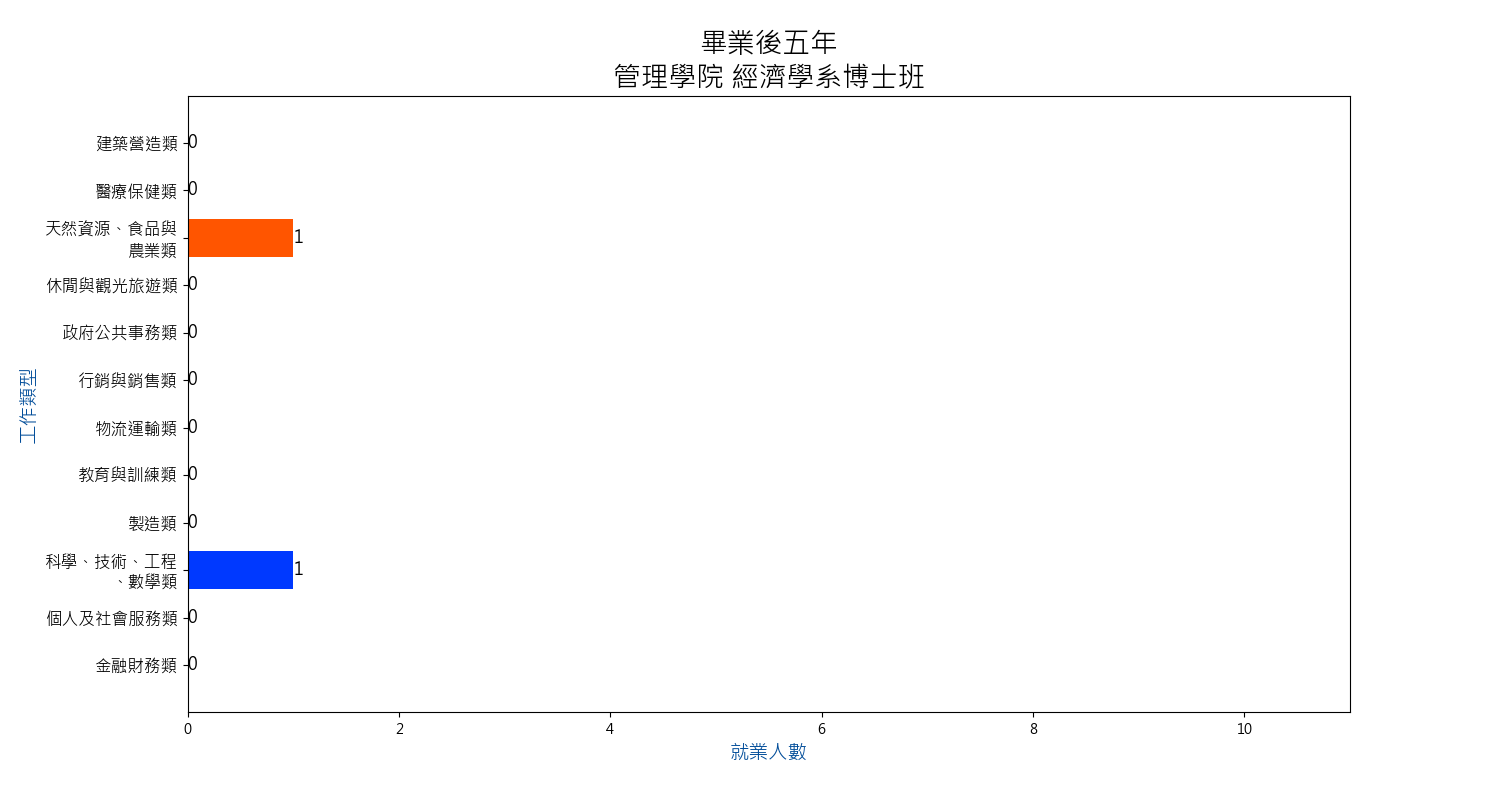 畢業後五年
管理學院 經濟學系博士班
建築營造類
0
醫療保健類
0
天然資源、食品與
農業類
1
休閒與觀光旅遊類
0
政府公共事務類
0
行銷與銷售類
0
物流運輸類
0
教育與訓練類
0
製造類
0
科學、技術、工程
、數學類
1
個人及社會服務類
0
金融財務類
0
工作類型
0 2 4 6 8 10
就業人數